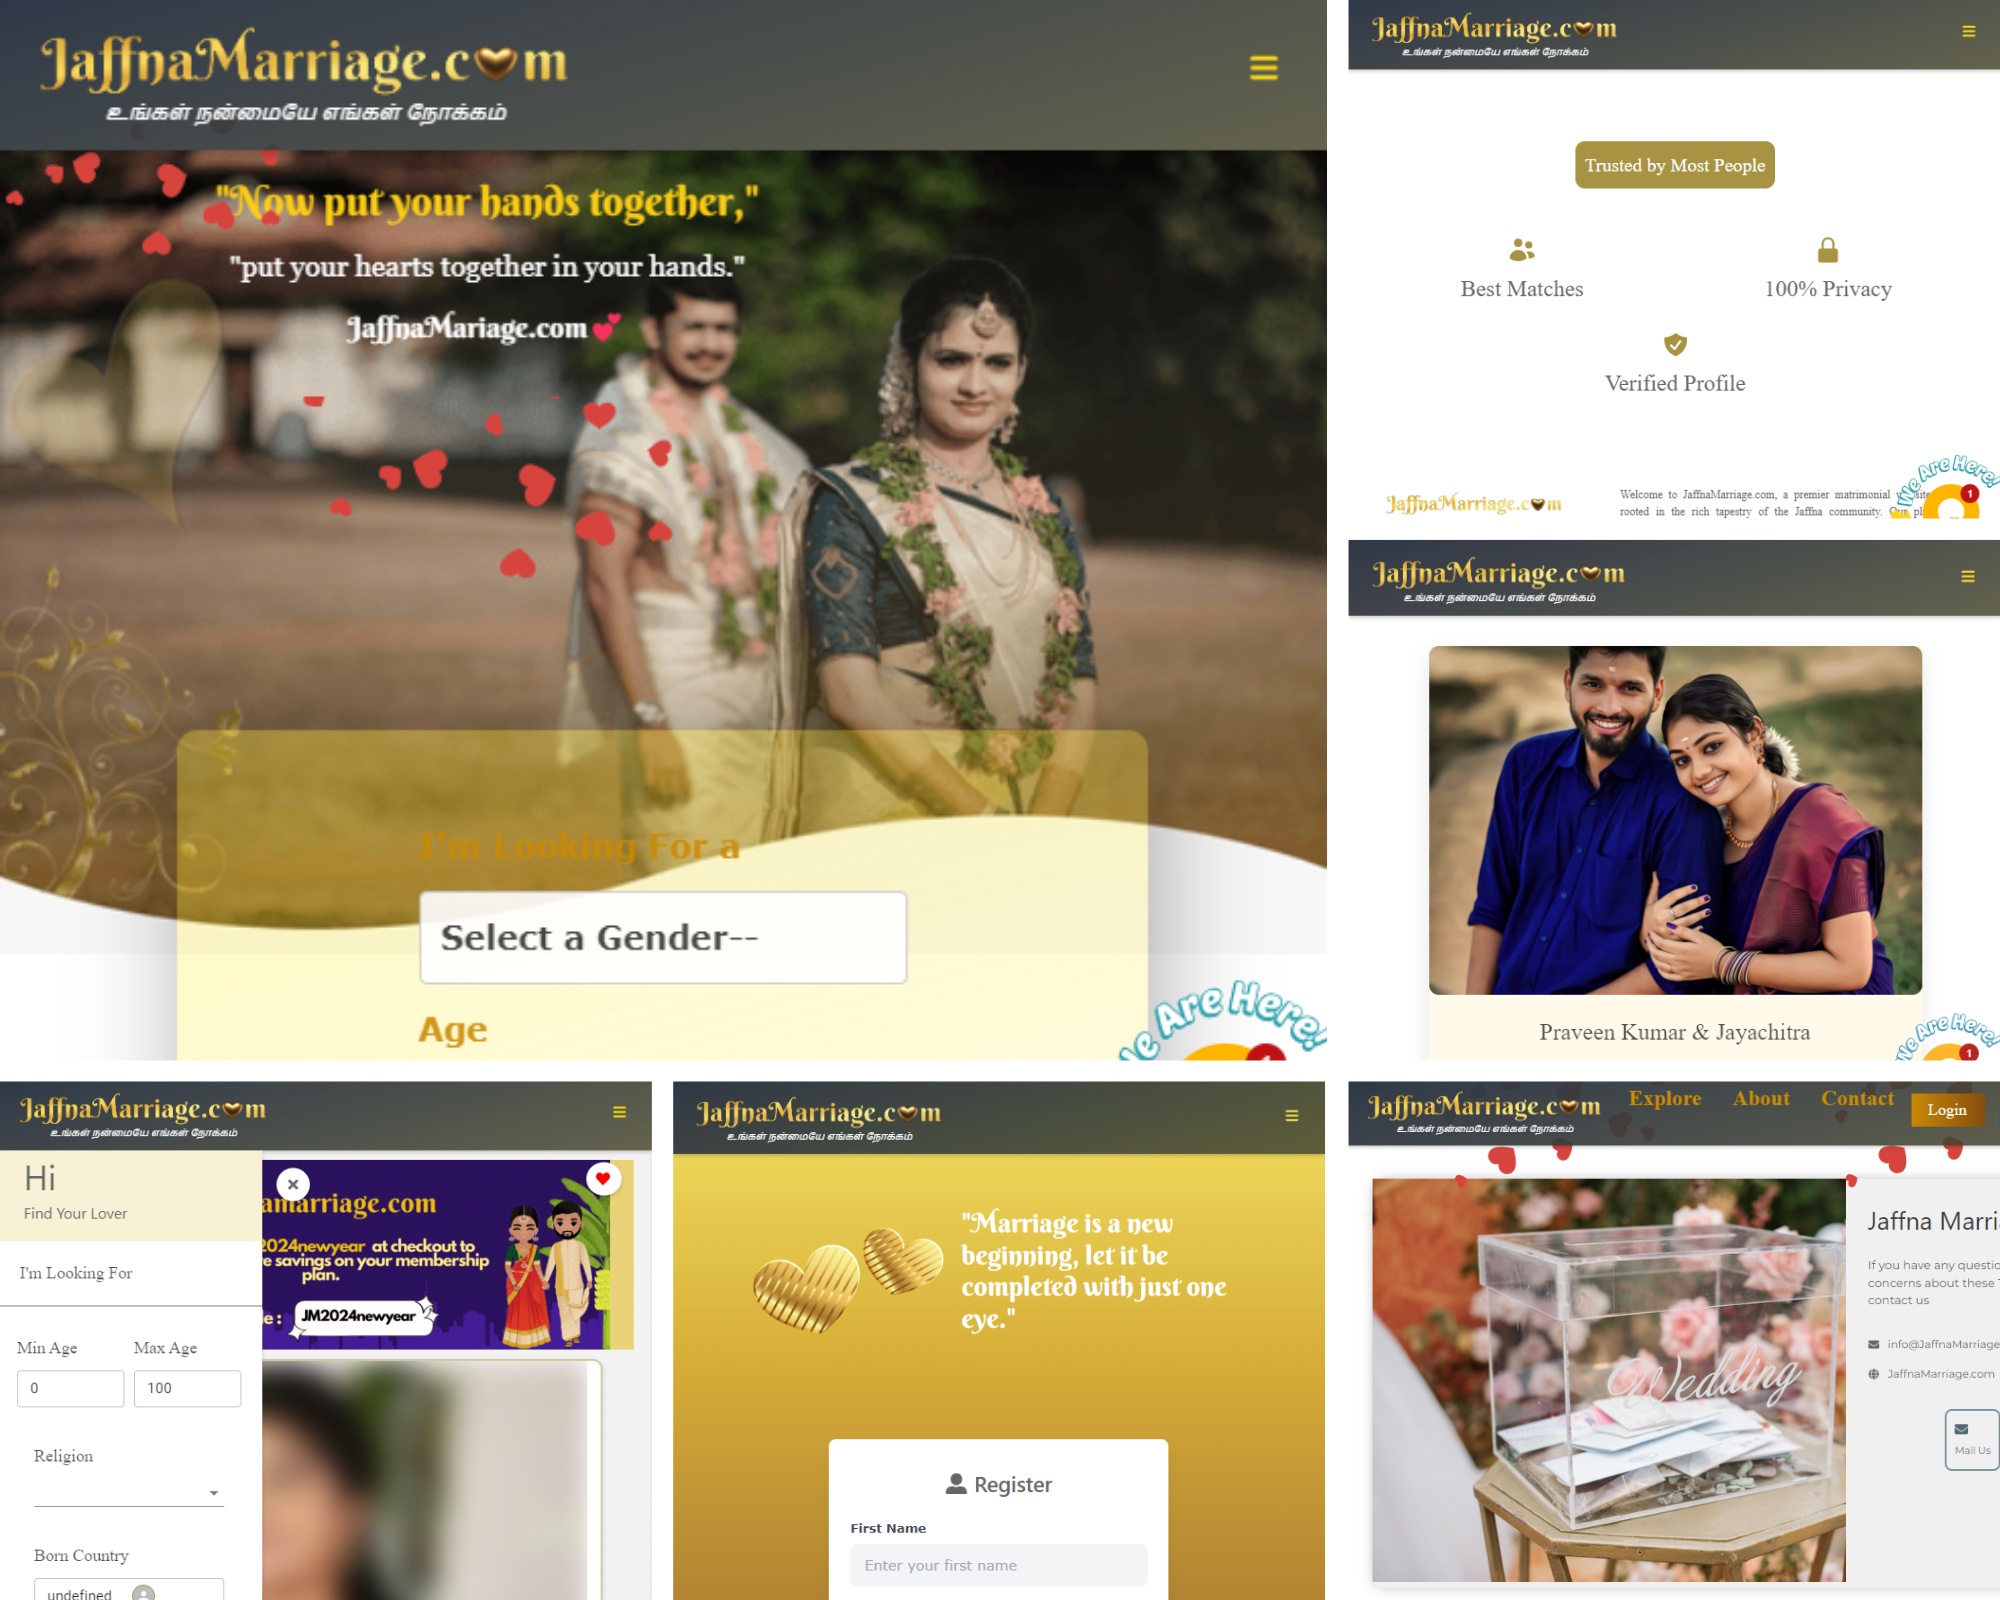 JaffnaMarriage.com
உங்கள் நன்மையே எங்கள் நோக்கம்
"Now put your hands together,"
"put your hearts together in your hands."
JaffnaMariage.com
I'm Looking For a
Select a Gender--
Age
We Are Here!
1
JaffnaMarriage.com
உங்கள் நன்மையே எங்கள் நோக்கம்
Trusted by Most People
Best Matches
100% Privacy
Verified Profile
JaffnaMarriage.com
Welcome to JaffnaMarriage.com, a premier matrimonial
rooted in the rich tapestry of the Jaffna community. Our
We Are Here!
1
JaffnaMarriage.com
உங்கள் நன்மையே எங்கள் நோக்கம்
Praveen Kumar & Jayachitra
We Are Here!
1
JaffnaMarriage.com
உங்கள் நன்மையே எங்கள் நோக்கம்
Hi
Find Your Lover
I'm Looking For
Min Age Max Age
0 100
Religion
Born Country
undefined
amarriage.com
2024newyear at checkout to
e savings on your membership
plan.
e : JM2024newyear
JaffnaMarriage.com
உங்கள் நன்மையே எங்கள் நோக்கம்
"Marriage is a new
beginning, let it be
completed with just one
eye."
Register
First Name
Enter your first name
JaffnaMarriage.com
உங்கள் நன்மையே எங்கள் நோக்கம்
Explore About Contact Login
Wedding
Jaffna Marri
If you have any questio
concerns about these T
contact us
info@JaffnaMarriage
JaffnaMarriage.com
Mail Us